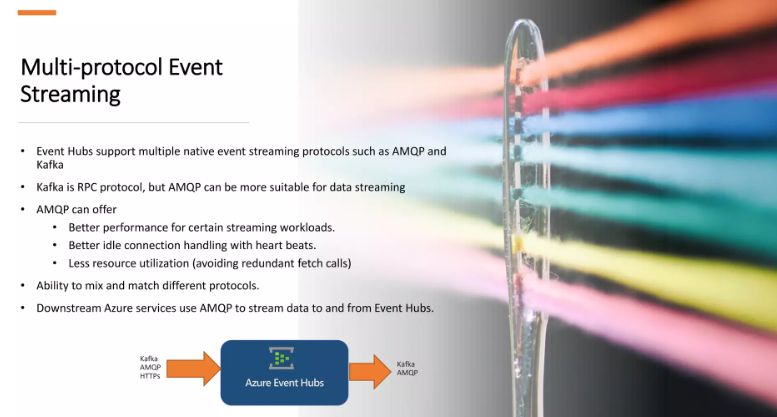 Multi-protocol Event
Streaming
• Event Hubs support multiple native event streaming protocols such as AMQP and
Kafka
• Kafka is RPC protocol, but AMQP can be more suitable for data streaming
• AMQP can offer
• Better performance for certain streaming workloads.
• Better idle connection handling with heart beats.
• Less resource utilization (avoiding redundant fetch calls)
• Ability to mix and match different protocols.
• Downstream Azure services use AMQP to stream data to and from Event Hubs.
Kafka
AMQP
HTTPs
Azure Event Hubs
Kafka
AMQP